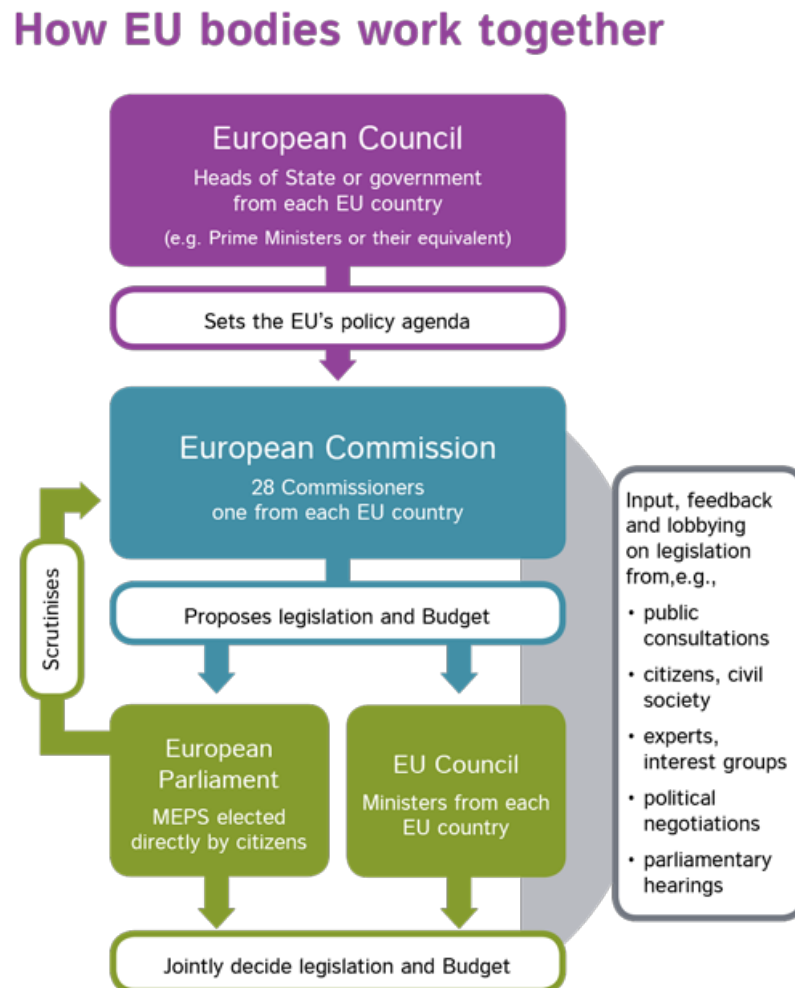 How EU bodies work together
European Council
Heads of State or government
from each EU country
(e.g. Prime Ministers or their equivalent)
Sets the EU's policy agenda
European Commission
28 Commissioners
one from each EU country
Proposes legislation and Budget
Scrutinises
European
Parliament
MEPS elected
directly by citizens
EU Council
Ministers from each
EU country
Jointly decide legislation and Budget
Input, feedback
and lobbying
on legislation
from,e.g.,
• public
consultations
• citizens, civil
society
• experts,
interest groups
• political
negotiations
• parliamentary
hearings